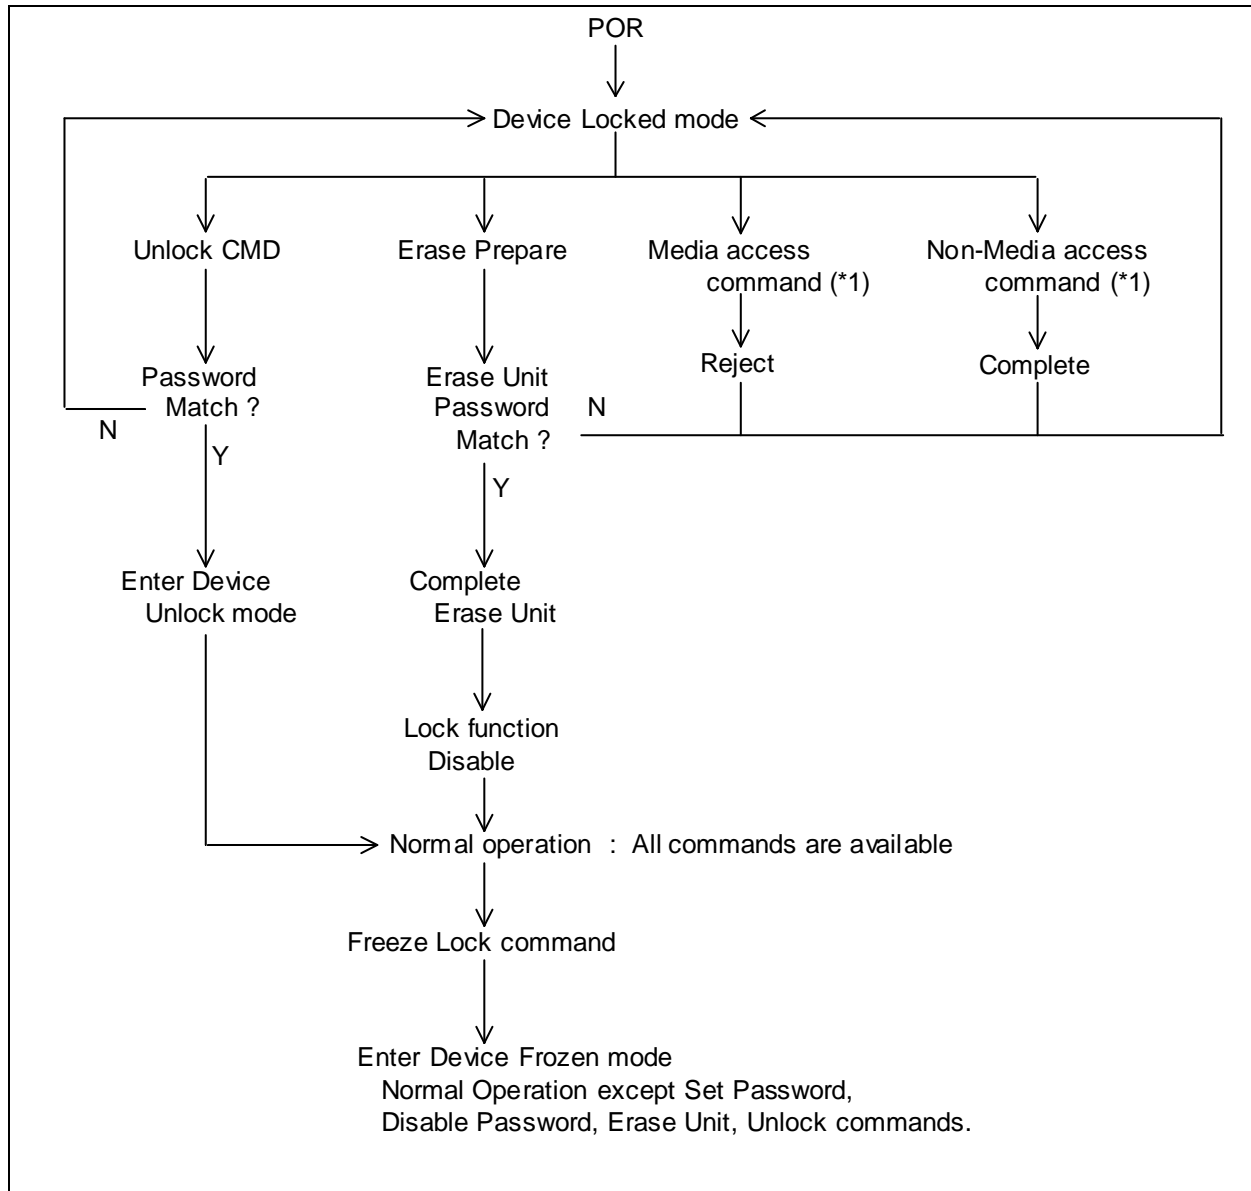 POR
Device Locked mode
Unlock CMD
Erase Prepare
Media access
command (*1)
Non-Media access
command (*1)
Password
Match ?
N
Y
Erase Unit
Password
Match ?
N
Y
Reject
Complete
Enter Device
Unlock mode
Complete
Erase Unit
Lock function
Disable
Normal operation : All commands are available
Freeze Lock command
Enter Device Frozen mode
Normal Operation except Set Password,
Disable Password, Erase Unit, Unlock commands.